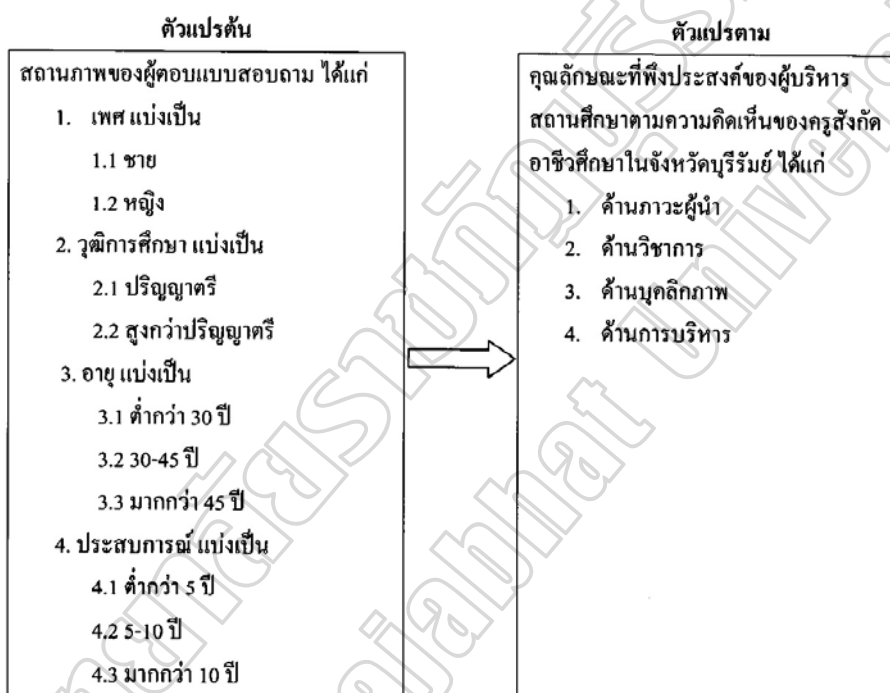 ตัวแปรต้น
สถานภาพของผู้ตอบแบบสอบถาม ได้แก่
1. เพศ แบ่งเป็น
1.1 ชาย
1.2 หญิง
2. วุฒิการศึกษา แบ่งเป็น
2.1 ปริญญาตรี
2.2 สูงกว่าปริญญาตรี
3. อายุ แบ่งเป็น
3.1 ต่ำกว่า 30 ปี
3.2 30-45 ปี
3.3 มากกว่า 45 ปี
4. ประสบการณ์ แบ่งเป็น
4.1 ต่ำกว่า 5 ปี
4.2 5-10 ปี
4.3 มากกว่า 10 ปี
ตัวแปรตาม
คุณลักษณะที่พึงประสงค์ของผู้บริหาร
สถานศึกษาตามความคิดเห็นของครูสังกัด
อาชีวศึกษาในจังหวัดบุรีรัมย์ ได้แก่
1. ด้านภาวะผู้นำ
2. ด้านวิชาการ
3. ด้านบุคลิกภาพ
4. ด้านการบริหาร